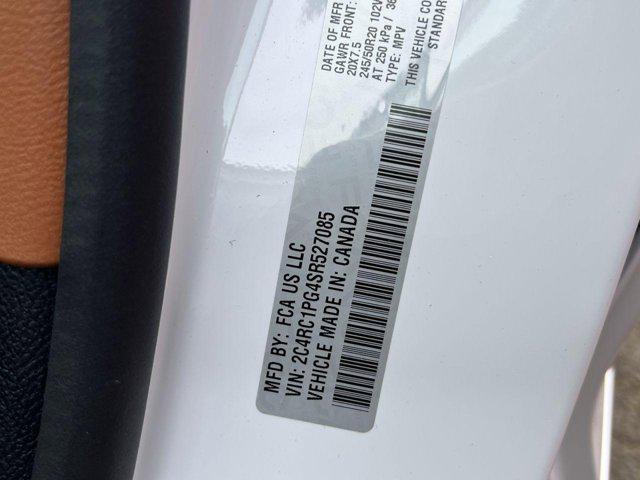 MFD BY: FCA US LLC
DATE OF MFR
VIN: 2C4RC1PG4SR527085
GAWR FRONT:
VEHICLE MADE IN: CANADA
20X7.5
245/50R20 102V
AT 250 kPa / 36
TYPE: MPV
THIS VEHICLE CO
STANDAR